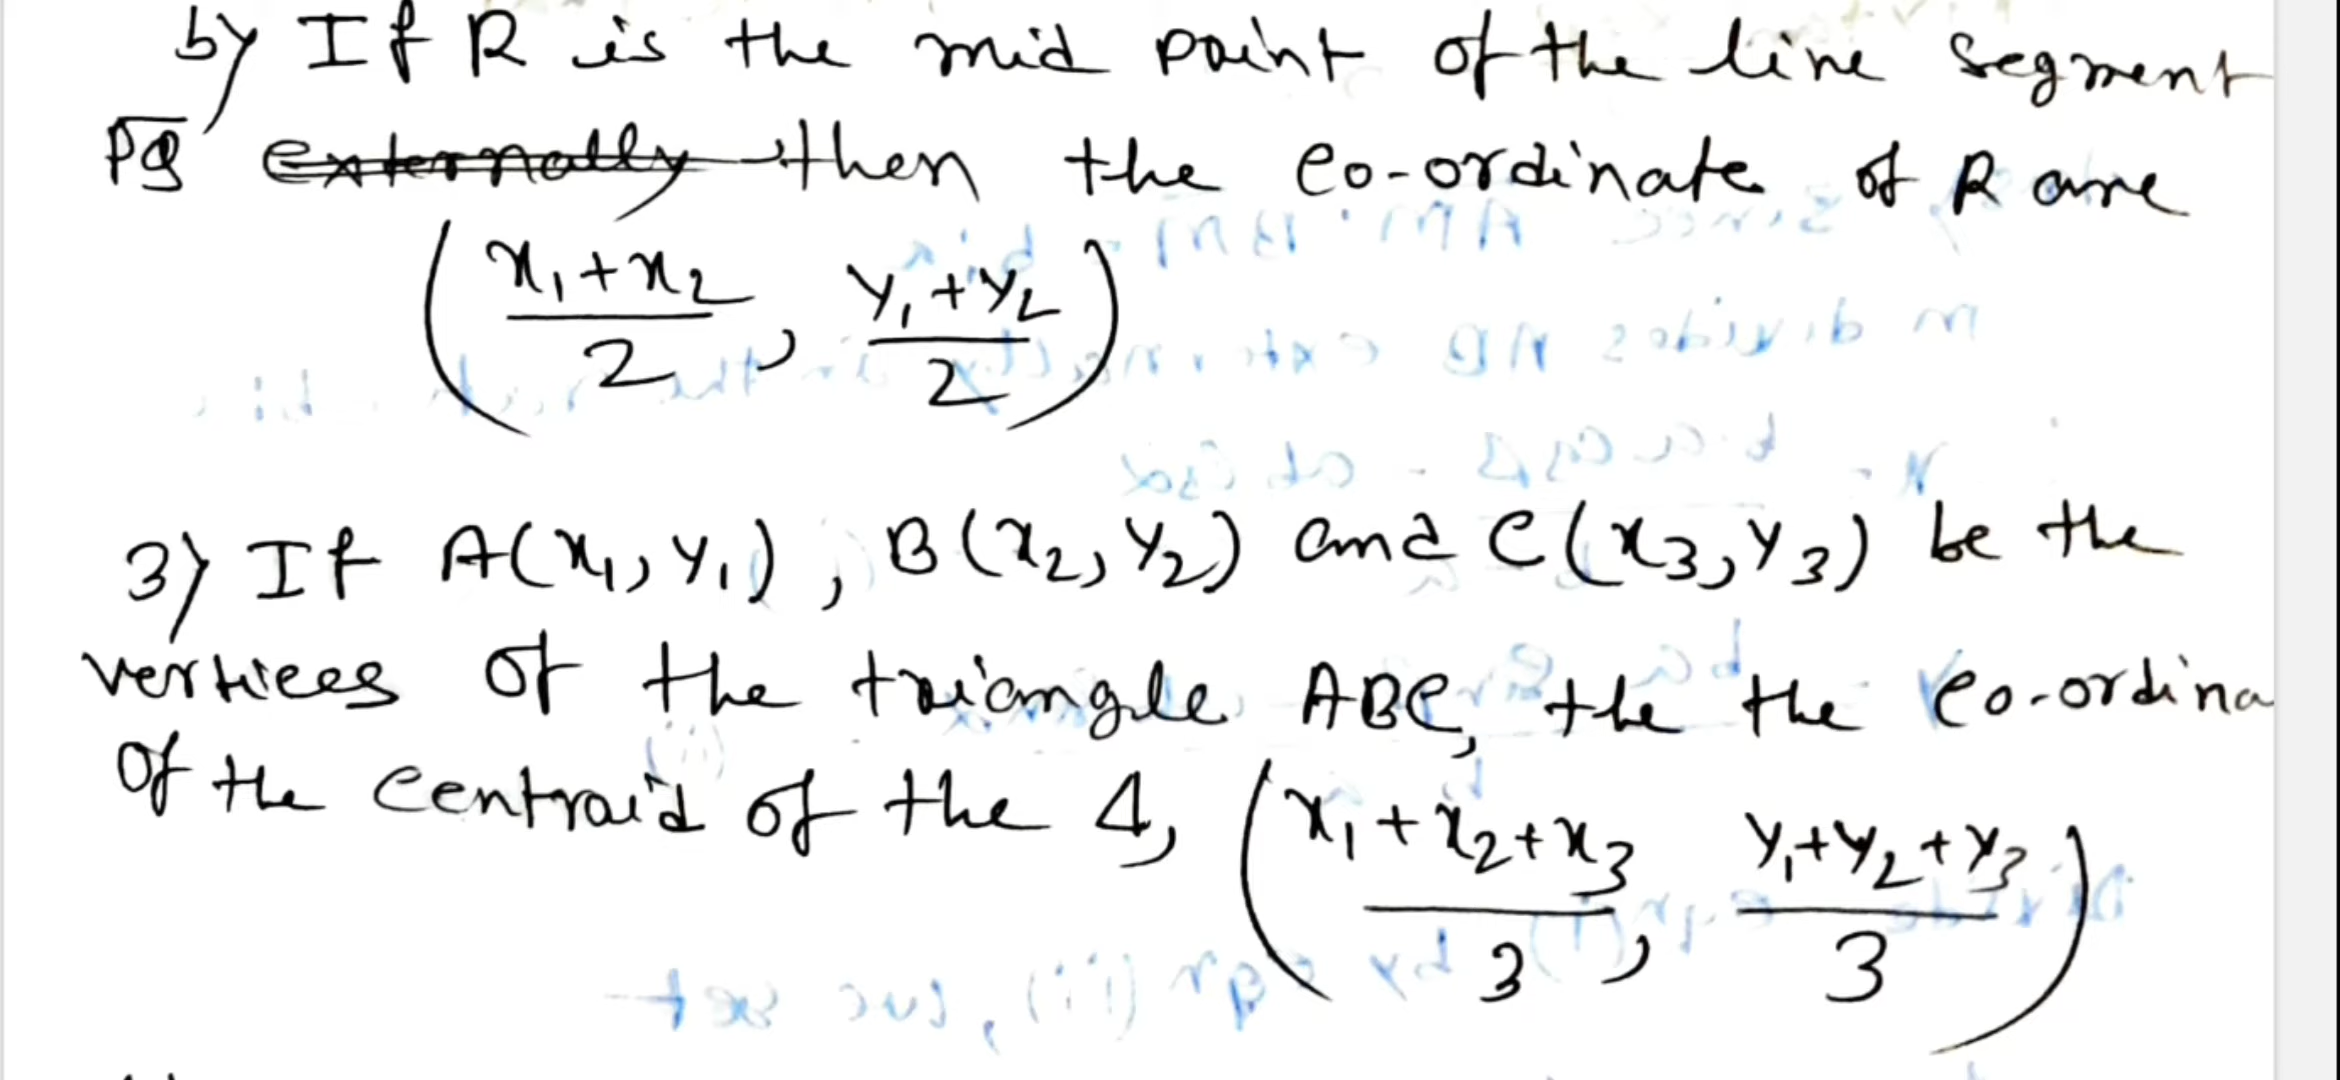 b) If R is the mid point of the line segment
P̅Q̅ ~~externally~~ then the co-ordinate of R are
(x₁+x₂/2, y₁+y₂/2)
3) If A(x₁,y₁), B(x₂,y₂) and C(x₃,y₃) be the
vertices of the triangle ABC, the the co-ordina
of the centroid of the Δ, (x₁+x₂+x₃/3, y₁+y₂+y₃/3)